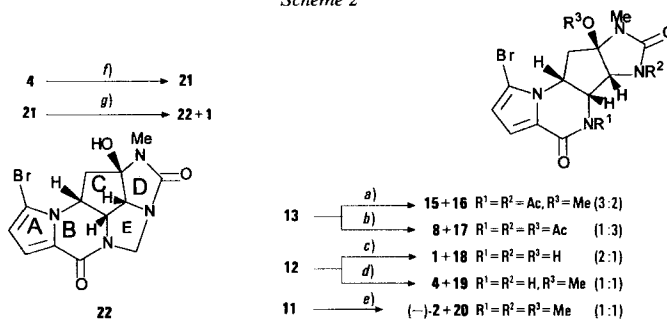 Scheme 2
4 f) 21
21 g) 22 + 1
HO Me
N
Br H C D O
H
A B N H E N
N
O
22
R³O Me
N
O
Br H
NR²
N H H
NR¹
O
13 a) 15 + 16 R¹ = R² = Ac, R³ = Me (3:2)
b) 8 + 17 R¹ = R² = R³ = Ac (1:3)
12 c) 1 + 18 R¹ = R² = R³ = H (2:1)
d) 4 + 19 R¹ = R² = H, R³ = Me (1:1)
11 e) (−)-2 + 20 R¹ = R² = R³ = Me (1:1)